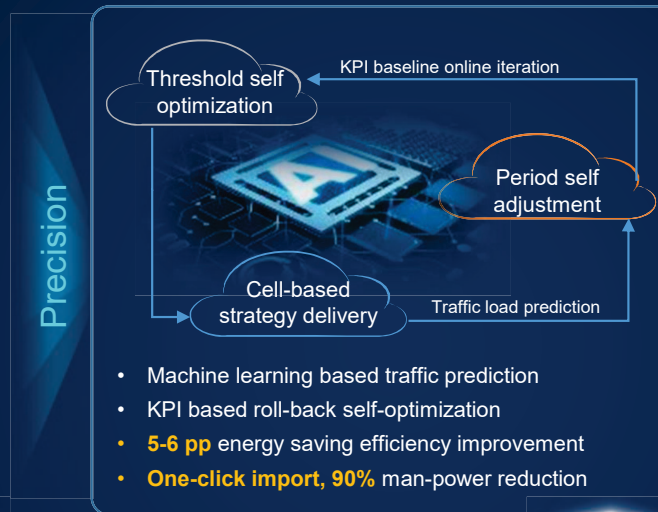 Precision
Threshold self
optimization
KPI baseline online iteration
AI
Period self
adjustment
Cell-based
strategy delivery
Traffic load prediction
• Machine learning based traffic prediction
• KPI based roll-back self-optimization
• 5-6 pp energy saving efficiency improvement
• One-click import, 90% man-power reduction